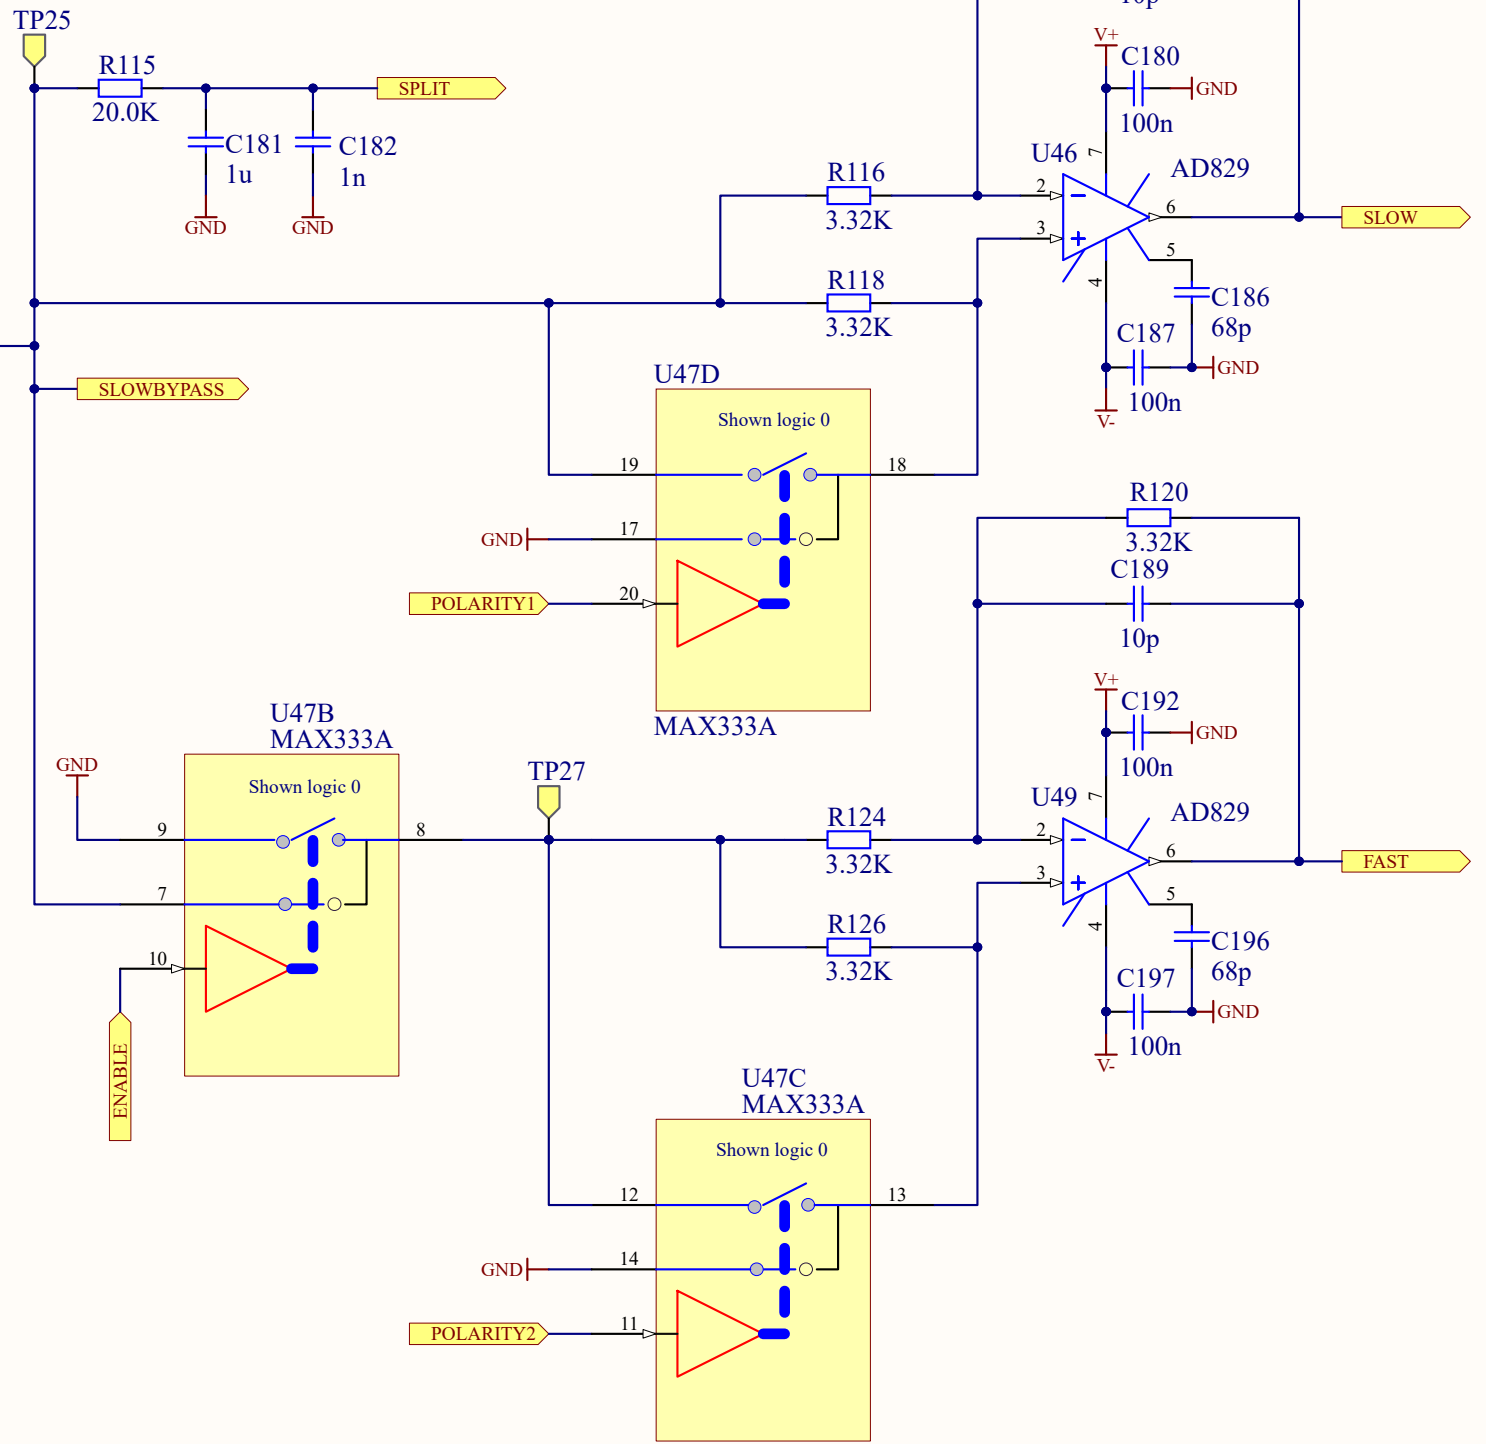 10p
TP25
R115
20.0K
SPLIT
C181
1u
C182
1n
GND
GND
V+
C180
GND
100n
U46
AD829
7
2
3
6
5
4
SLOW
R116
3.32K
R118
3.32K
C186
68p
C187
GND
100n
V-
SLOWBYPASS
U47D
Shown logic 0
19
18
GND
17
POLARITY1
20
MAX333A
R120
3.32K
C189
10p
V+
C192
GND
100n
U47B
MAX333A
GND
Shown logic 0
9
8
7
10
ENABLE
TP27
R124
3.32K
R126
3.32K
U49
AD829
7
2
3
6
5
4
FAST
C196
68p
C197
GND
100n
V-
U47C
MAX333A
Shown logic 0
12
13
GND
14
POLARITY2
11